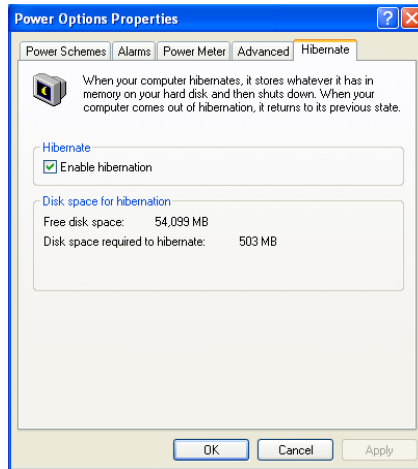 Power Options Properties
Power Schemes Alarms Power Meter Advanced Hibernate
When your computer hibernates, it stores whatever it has in
memory on your hard disk and then shuts down. When your
computer comes out of hibernation, it returns to its previous state.
Hibernate
Enable hibernation
Disk space for hibernation
Free disk space: 54,099 MB
Disk space required to hibernate: 503 MB
OK Cancel Apply